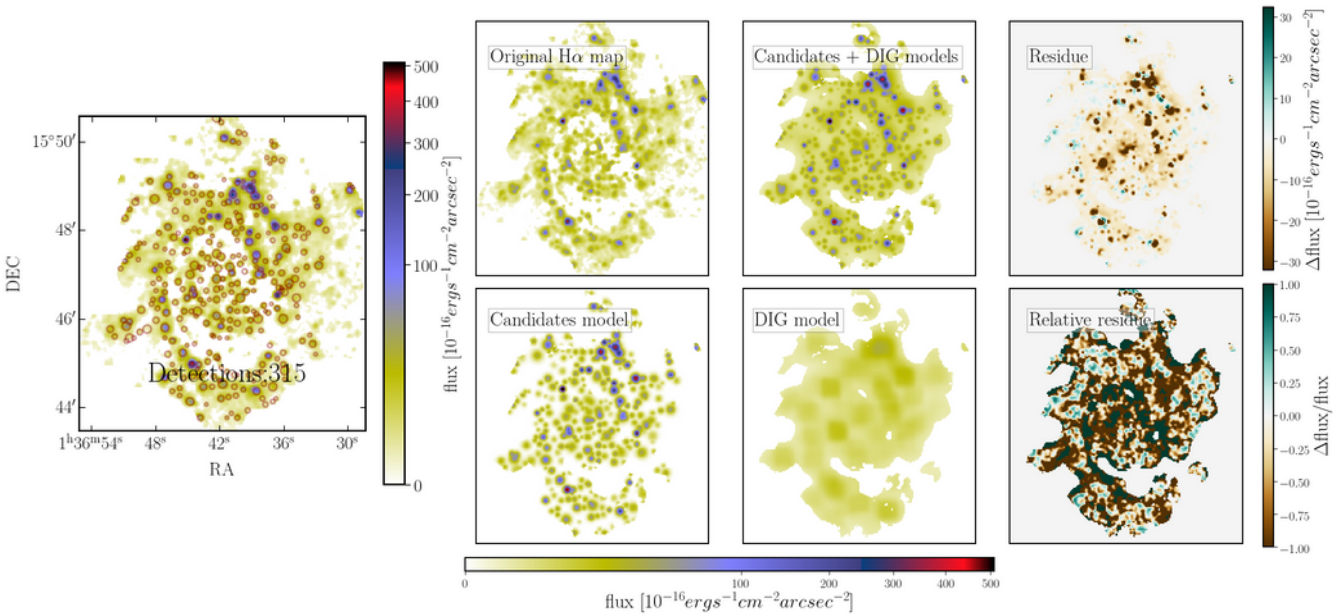 DEC
15°50′
48′
46′
44′
Detections:315
1ʰ36ᵐ54ˢ 48ˢ 42ˢ 36ˢ 30ˢ
RA
500
400
300
200
100
0
flux [10⁻¹⁶ergs⁻¹cm⁻²arcsec⁻²]
Original Hα map
Candidates + DIG models
Residue
30
20
10
0
−10
−20
−30
Δflux [10⁻¹⁶ergs⁻¹cm⁻²arcsec⁻²]
Candidates model
DIG model
Relative residue
1.00
0.75
0.50
0.25
0.00
−0.25
−0.50
−0.75
−1.00
Δflux/flux
0 100 200 300 400 500
flux [10⁻¹⁶ergs⁻¹cm⁻²arcsec⁻²]